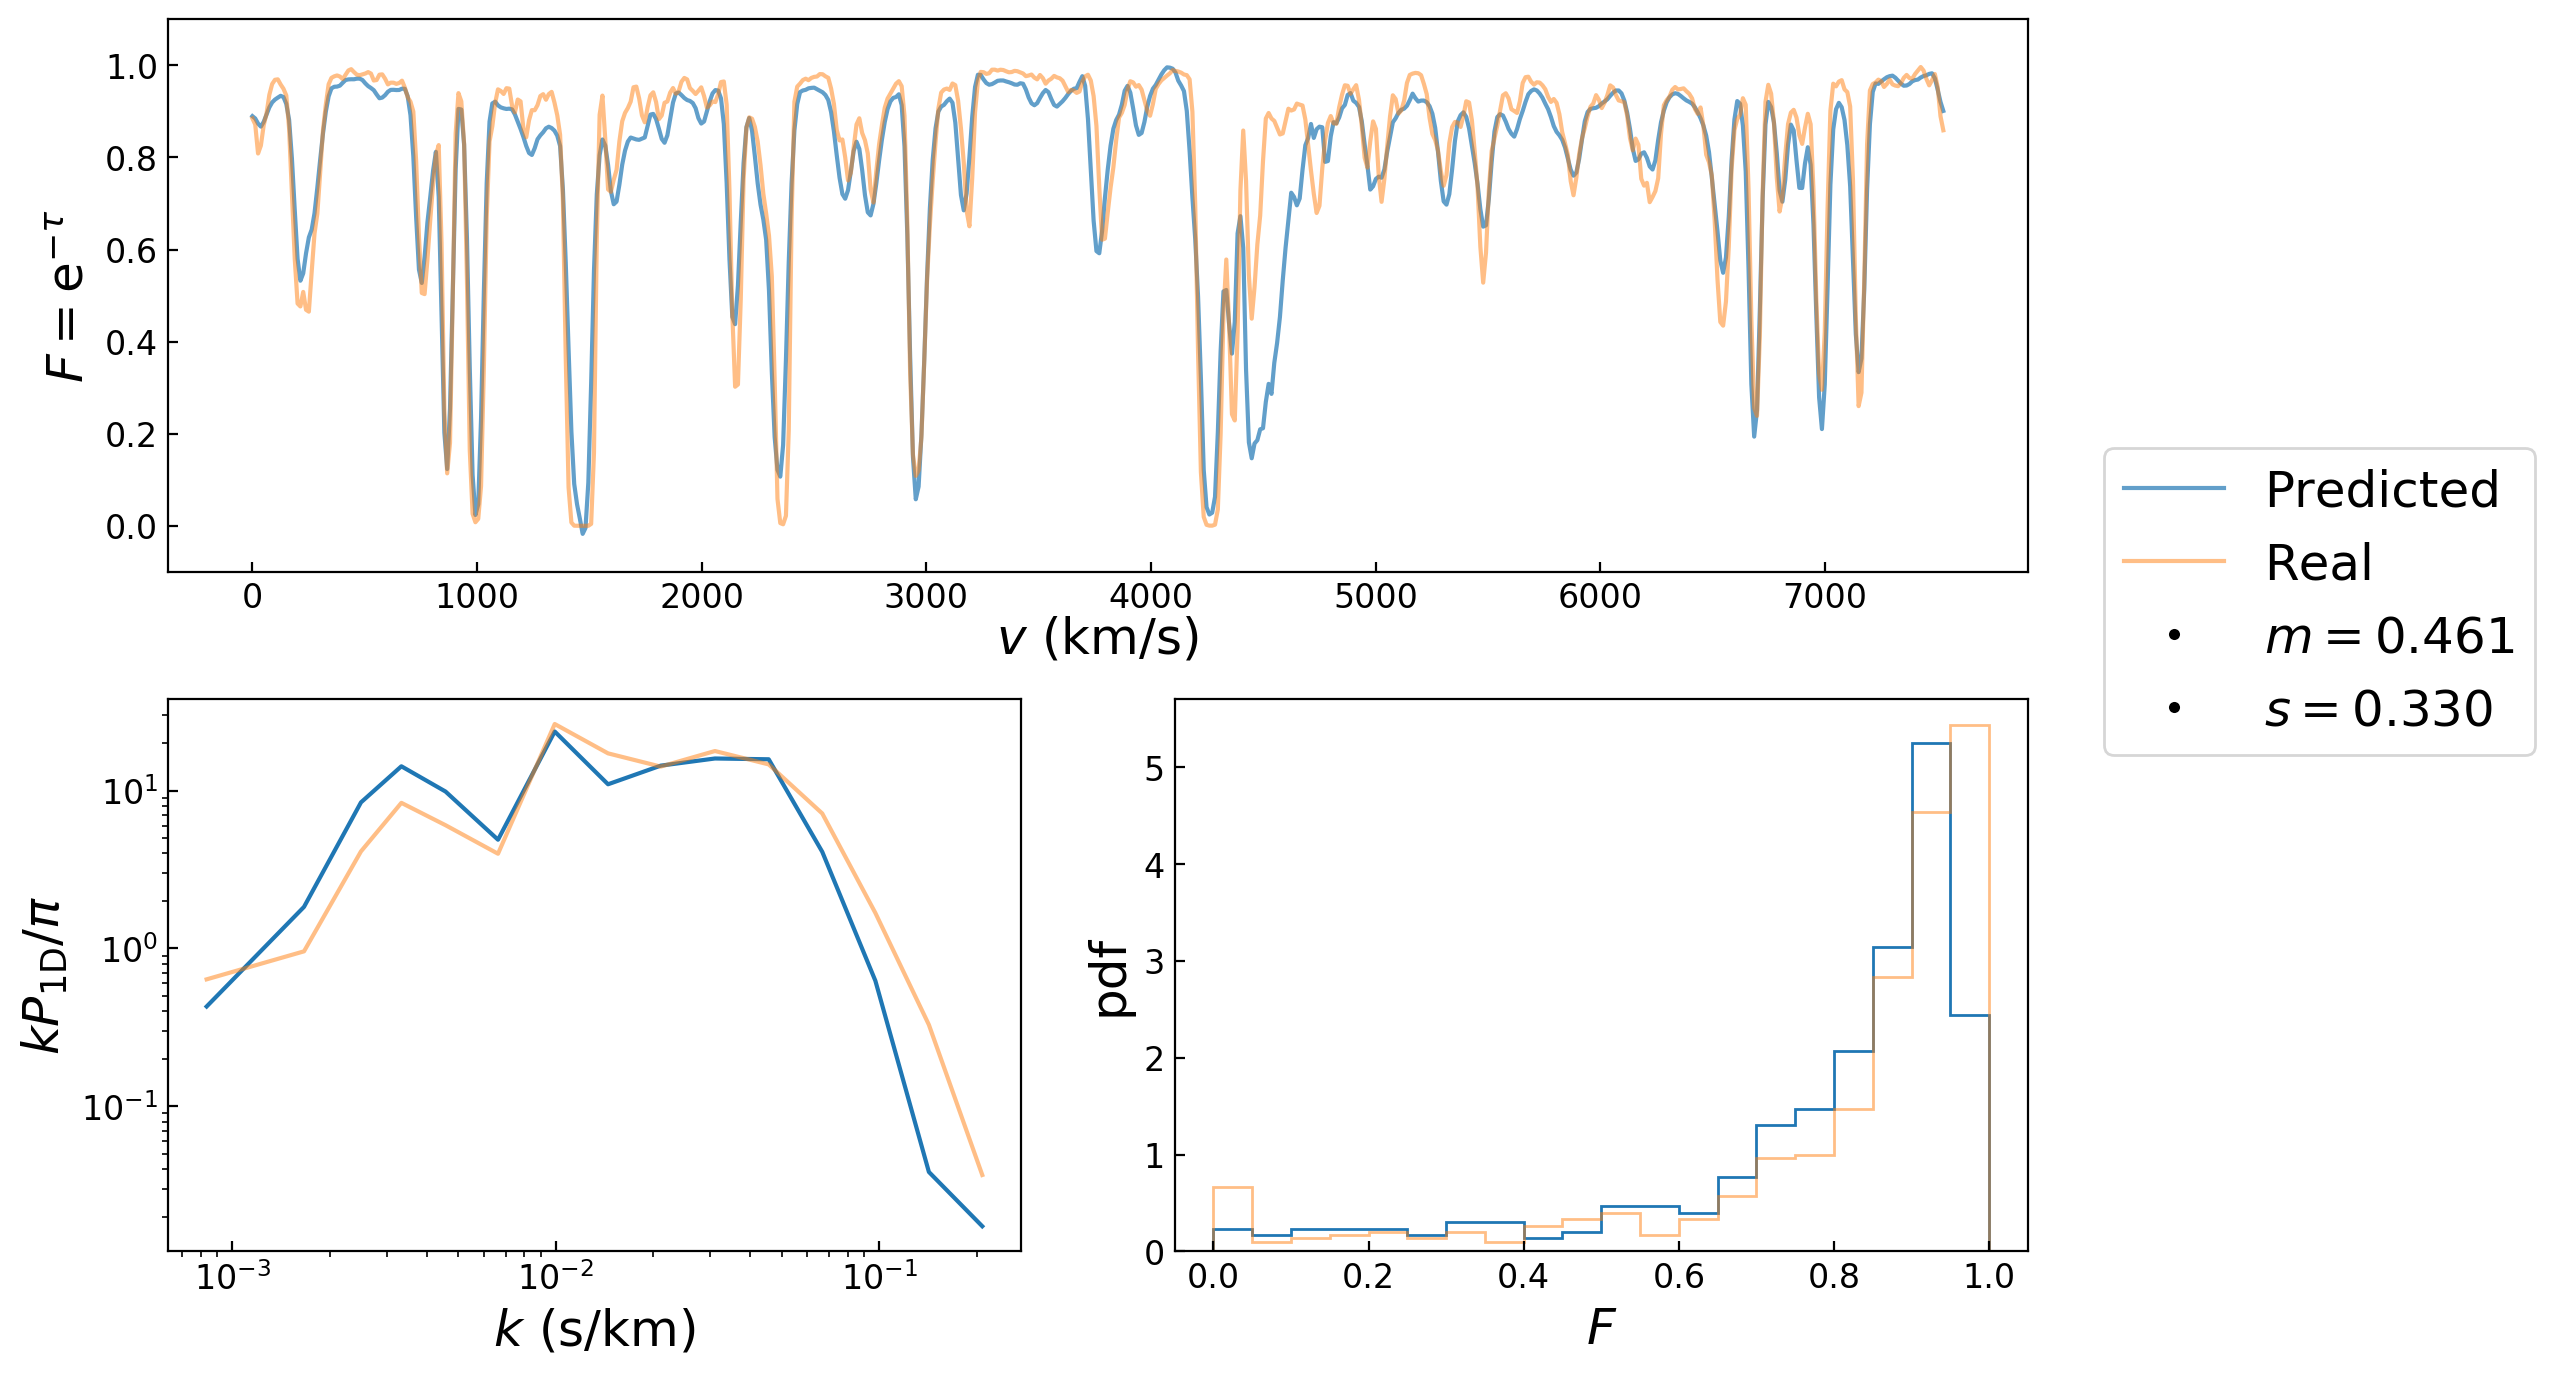 F = e^{−τ}
1.0
0.8
0.6
0.4
0.2
0.0
0 1000 2000 3000 4000 5000 6000 7000
v (km/s)
Predicted
Real
m = 0.461
s = 0.330
kP_{1D}/π
10^1
10^0
10^{−1}
10^{−3} 10^{−2} 10^{−1}
k (s/km)
pdf
5
4
3
2
1
0
0.0 0.2 0.4 0.6 0.8 1.0
F